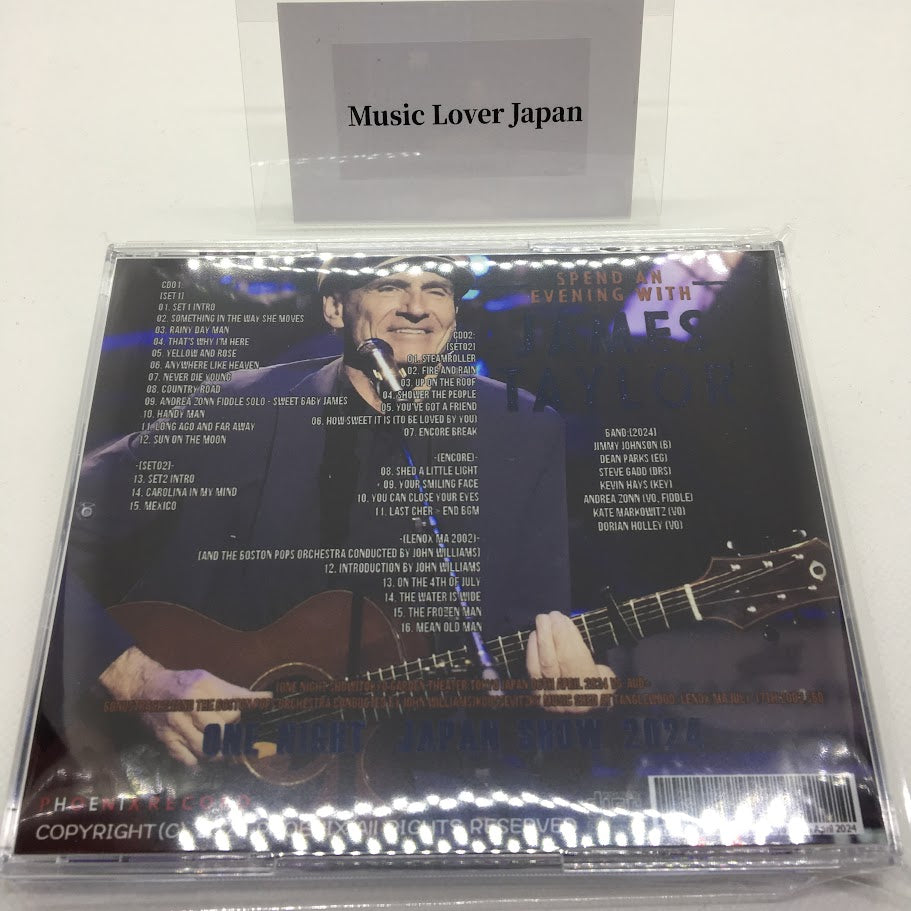 Music Lover Japan
SPEND AN
EVENING WITH
JAMES
TAYLOR
CD01:
[SET1]
01. SET1 INTRO
02. SOMETHING IN THE WAY SHE MOVES
03. RAINY DAY MAN
04. THAT'S WHY I'M HERE
05. YELLOW AND ROSE
06. ANYWHERE LIKE HEAVEN
07. NEVER DIE YOUNG
08. COUNTRY ROAD
09. ANDREA ZONN FIDDLE SOLO - SWEET BABY JAMES
10. HANDY MAN
11. LONG AGO AND FAR AWAY
12. SUN ON THE MOON
-[SET02]-
13. SET2 INTRO
14. CAROLINA IN MY MIND
15. MEXICO
CD02:
[SET02]
01. STEAMROLLER
02. FIRE AND RAIN
03. UP ON THE ROOF
04. SHOWER THE PEOPLE
05. YOU'VE GOT A FRIEND
06. HOW SWEET IT IS (TO BE LOVED BY YOU)
07. ENCORE BREAK
-(ENCORE)-
08. SHED A LITTLE LIGHT
09. YOUR SMILING FACE
10. YOU CAN CLOSE YOUR EYES
11. LAST CHER - END BGM
-(LENOX MA 2002)-
[AND THE BOSTON POPS ORCHESTRA CONDUCTED BY JOHN WILLIAMS]
12. INTRODUCTION BY JOHN WILLIAMS
13. ON THE 4TH OF JULY
14. THE WATER IS WIDE
15. THE FROZEN MAN
16. MEAN OLD MAN
BAND:[2024]
JIMMY JOHNSON (B)
DEAN PARKS (EG)
STEVE GADD (DRS)
KEVIN HAYS (KEY)
ANDREA ZONN (VO, FIDDLE)
KATE MARKOWITZ (VO)
DORIAN HOLLEY (VO)
ONE NIGHT JAPAN SHOW 2024
PHOENIX RECORD
COPYRIGHT (C) PHOENIX All RIGHTS RESERVED
April 2024